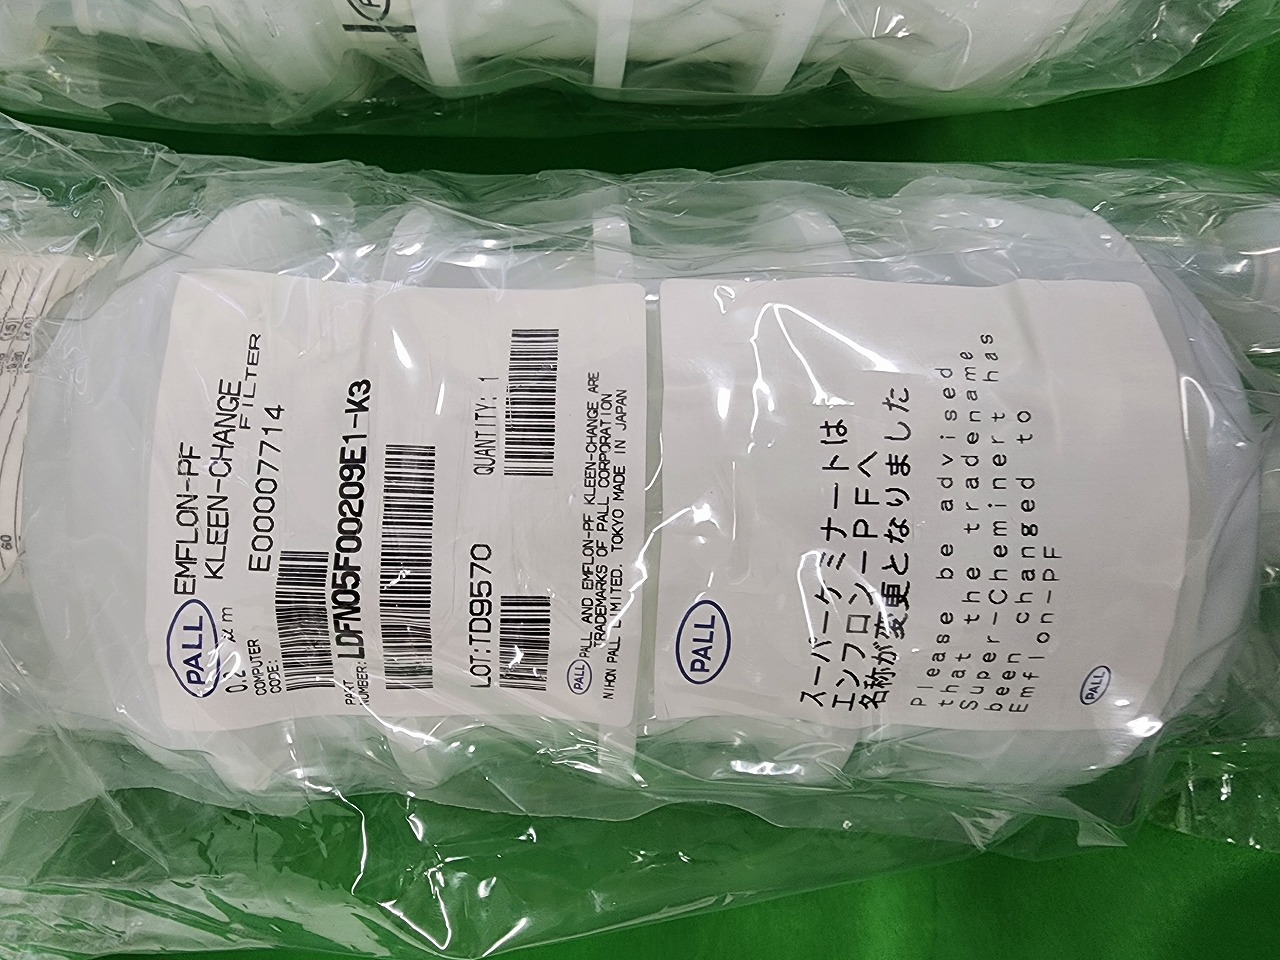 PALL
EMFLON-PF
KLEEN-CHANGE
FILTER
μm
E00007714
COMPUTER
CODE:
PART
NUMBER: LDFN05F00209E1-K3
LOT:TD9570 QUANTITY: 1
PALL AND EMFLON-PF KLEEN-CHANGE ARE
TRADEMARKS OF PALL CORPORATION
NIHON PALL LIMITED. TOKYO MADE IN JAPAN
PALL
PALL
スーパーケミナートは
エンフロンーPFへ
名称が変更となりました
Please be advised
that the tradename
Super-Cheminert has
been changed to
Emflon-PF
PALL
60